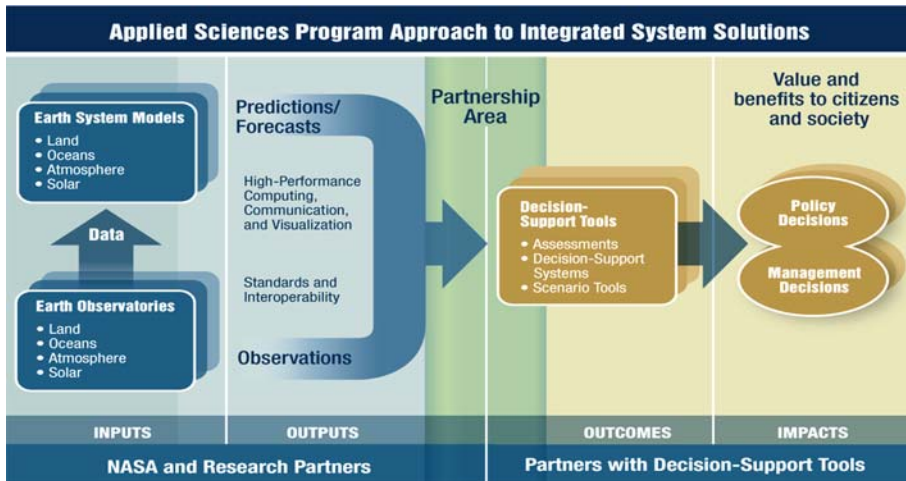 Applied Sciences Program Approach to Integrated System Solutions
Earth System Models
• Land
• Oceans
• Atmosphere
• Solar
Data
Earth Observatories
• Land
• Oceans
• Atmosphere
• Solar
Predictions/
Forecasts
High-Performance
Computing,
Communication,
and Visualization
Standards and
Interoperability
Observations
Partnership
Area
Decision-
Support Tools
• Assessments
• Decision-Support
Systems
• Scenario Tools
Value and
benefits to citizens
and society
Policy
Decisions
Management
Decisions
INPUTS
OUTPUTS
OUTCOMES
IMPACTS
NASA and Research Partners
Partners with Decision-Support Tools